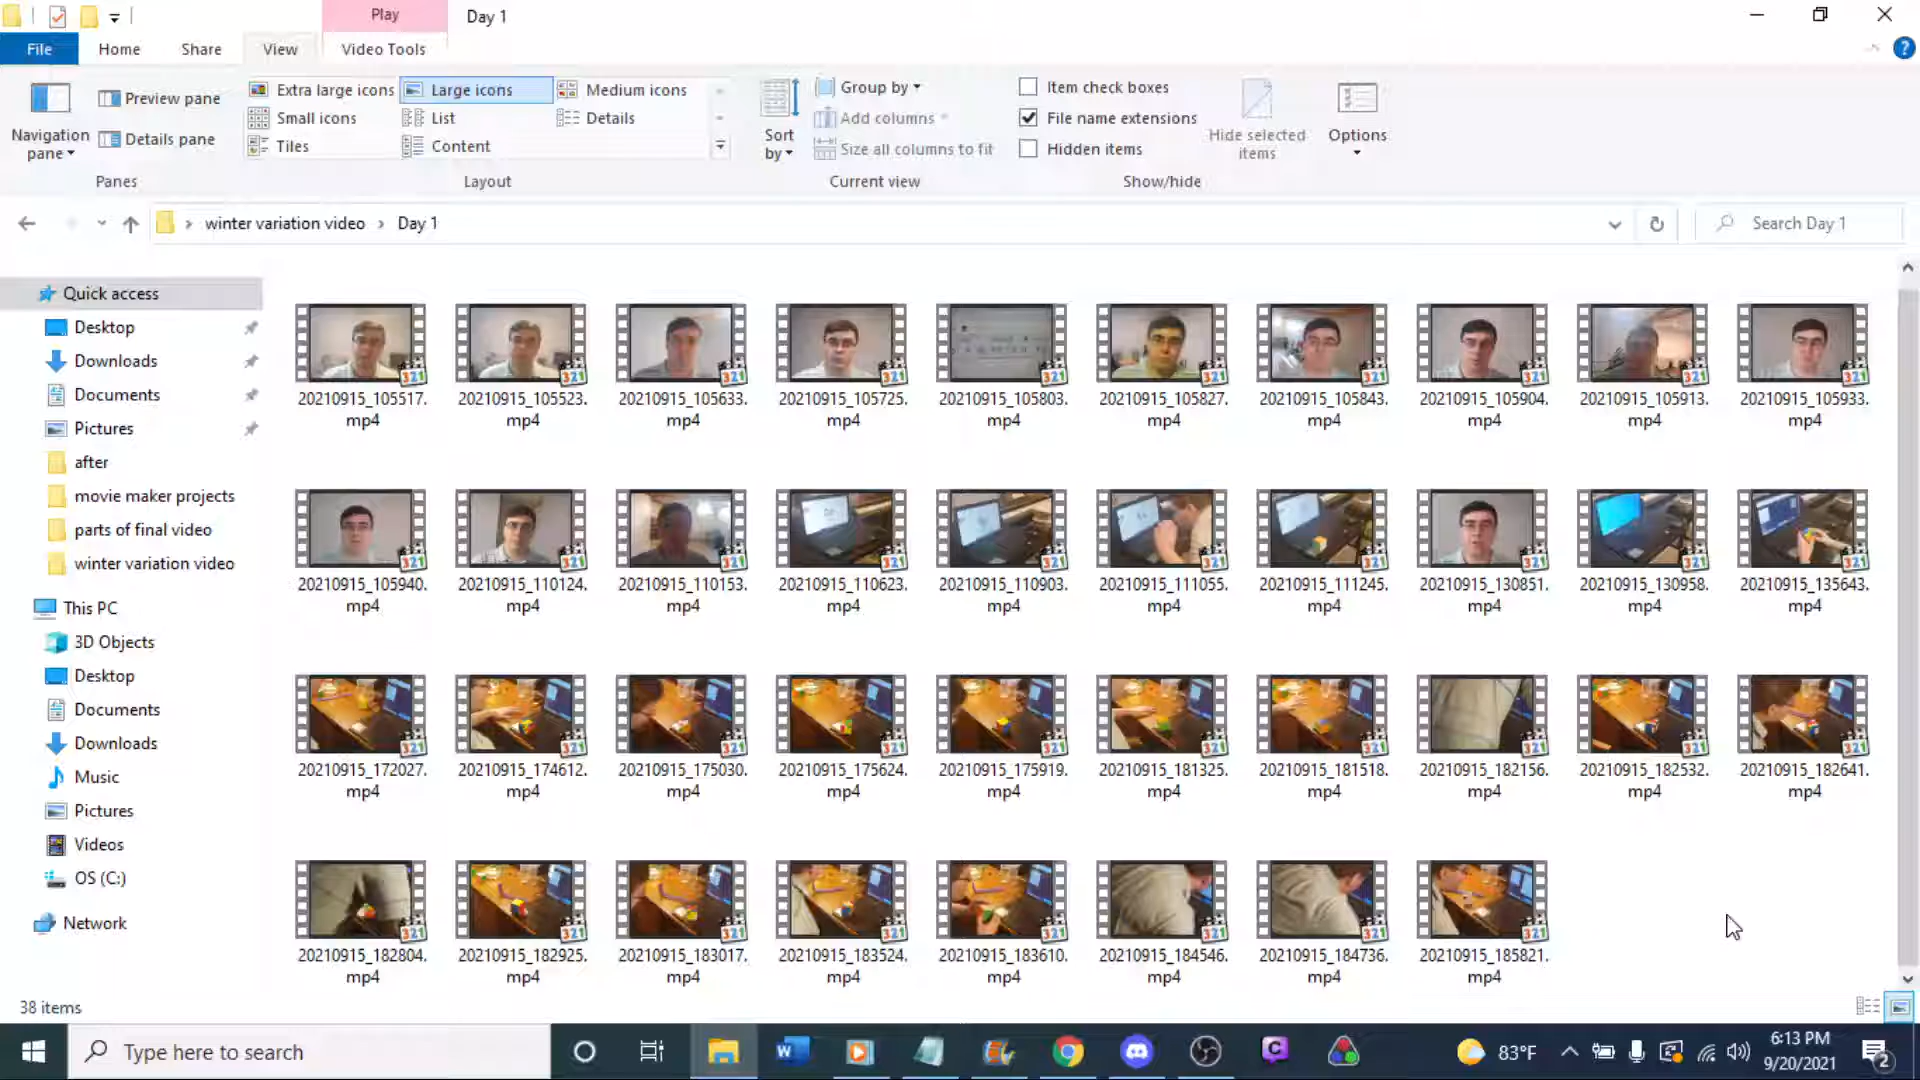 Play
Day 1
File
Home
Share
View
Video Tools
Navigation pane
Preview pane
Details pane
Panes
Extra large icons
Large icons
Medium icons
Small icons
List
Details
Tiles
Content
Layout
Sort by
Group by
Add columns
Size all columns to fit
Current view
Item check boxes
File name extensions
Hidden items
Hide selected items
Show/hide
Options
winter variation video
Day 1
Search Day 1
Quick access
Desktop
Downloads
Documents
Pictures
after
movie maker projects
parts of final video
winter variation video
This PC
3D Objects
Desktop
Documents
Downloads
Music
Pictures
Videos
OS (C:)
Network
20210915_105517.mp4
20210915_105523.mp4
20210915_105633.mp4
20210915_105725.mp4
20210915_105803.mp4
20210915_105827.mp4
20210915_105843.mp4
20210915_105904.mp4
20210915_105913.mp4
20210915_105933.mp4
20210915_105940.mp4
20210915_110124.mp4
20210915_110153.mp4
20210915_110623.mp4
20210915_110903.mp4
20210915_111055.mp4
20210915_111245.mp4
20210915_130851.mp4
20210915_130958.mp4
20210915_135643.mp4
20210915_172027.mp4
20210915_174612.mp4
20210915_175030.mp4
20210915_175624.mp4
20210915_175919.mp4
20210915_181325.mp4
20210915_181518.mp4
20210915_182156.mp4
20210915_182532.mp4
20210915_182641.mp4
20210915_182804.mp4
20210915_182925.mp4
20210915_183017.mp4
20210915_183524.mp4
20210915_183610.mp4
20210915_184546.mp4
20210915_184736.mp4
20210915_185821.mp4
38 items
Type here to search
83°F
6:13 PM
9/20/2021
2